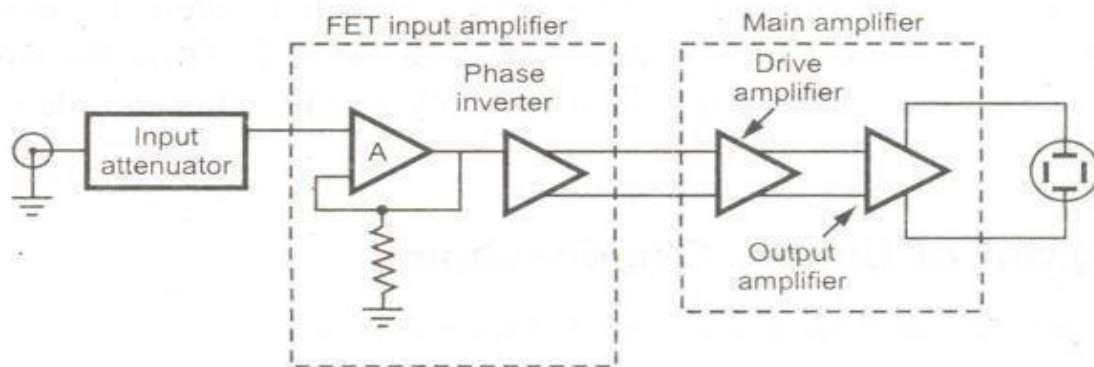 FET input amplifier
Main amplifier
Phase
inverter
Drive
amplifier
Input
attenuator
A
Output
amplifier